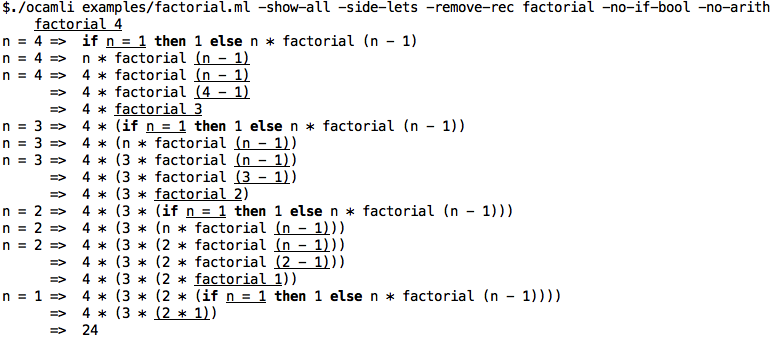 $./ocamli examples/factorial.ml -show-all -side-lets -remove-rec factorial -no-if-bool -no-arith
    factorial 4
n = 4 =>  if n = 1 then 1 else n * factorial (n - 1)
n = 4 =>  n * factorial (n - 1)
n = 4 =>  4 * factorial (n - 1)
      =>  4 * factorial (4 - 1)
      =>  4 * factorial 3
n = 3 =>  4 * (if n = 1 then 1 else n * factorial (n - 1))
n = 3 =>  4 * (n * factorial (n - 1))
n = 3 =>  4 * (3 * factorial (n - 1))
      =>  4 * (3 * factorial (3 - 1))
      =>  4 * (3 * factorial 2)
n = 2 =>  4 * (3 * (if n = 1 then 1 else n * factorial (n - 1)))
n = 2 =>  4 * (3 * (n * factorial (n - 1)))
n = 2 =>  4 * (3 * (2 * factorial (n - 1)))
      =>  4 * (3 * (2 * factorial (2 - 1)))
      =>  4 * (3 * (2 * factorial 1))
n = 1 =>  4 * (3 * (2 * (if n = 1 then 1 else n * factorial (n - 1))))
      =>  4 * (3 * (2 * 1))
      =>  24